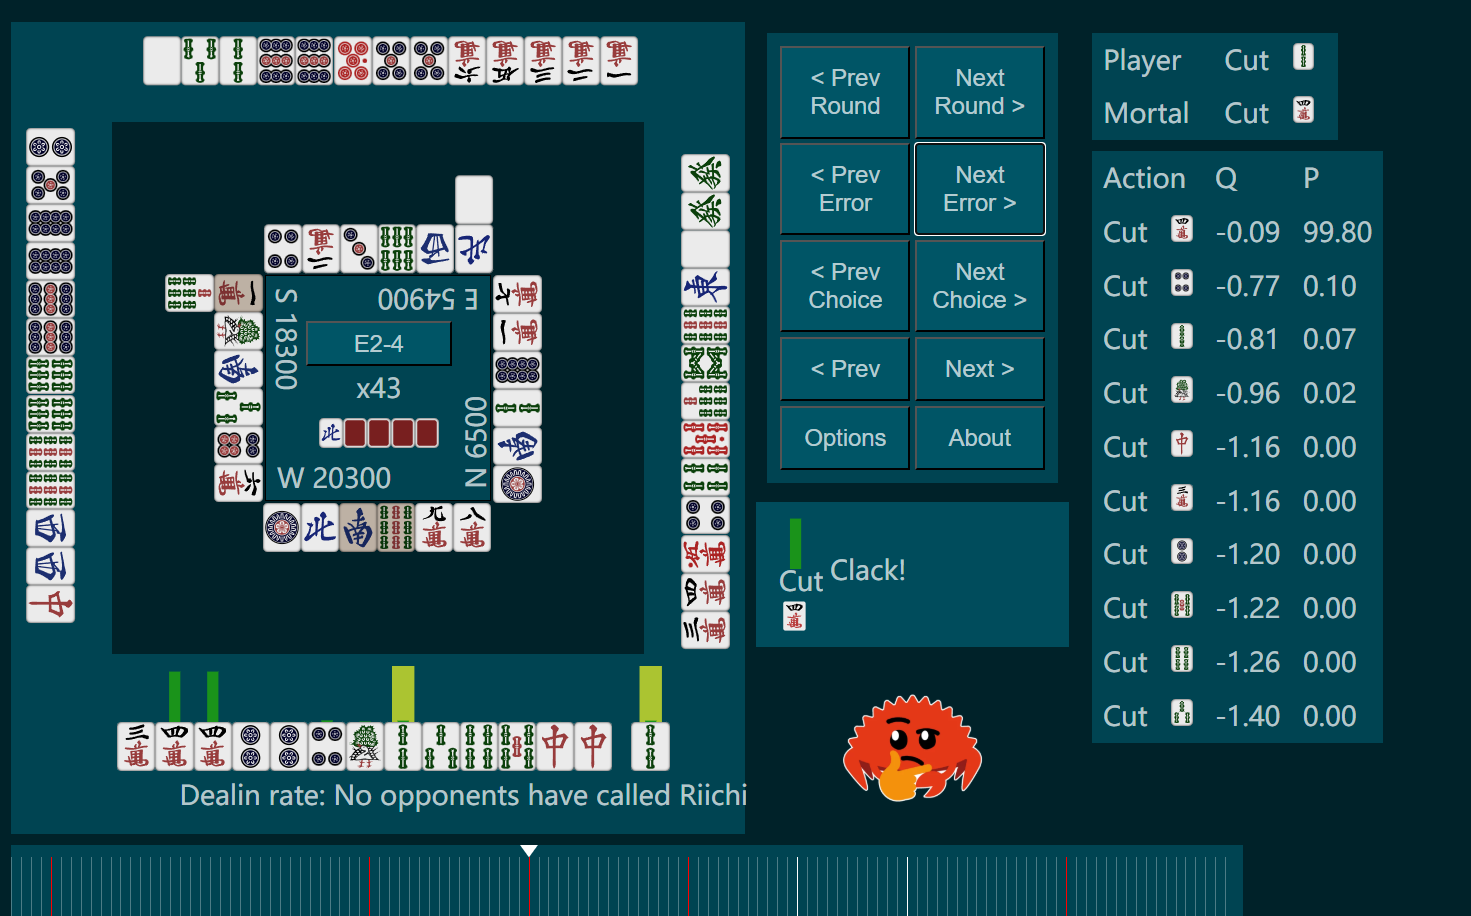 < Prev Round
Next Round >
< Prev Error
Next Error >
< Prev Choice
Next Choice >
< Prev
Next >
Options
About
Player Cut
Mortal Cut
Action Q P
Cut -0.09 99.80
Cut -0.77 0.10
Cut -0.81 0.07
Cut -0.96 0.02
Cut -1.16 0.00
Cut -1.16 0.00
Cut -1.20 0.00
Cut -1.22 0.00
Cut -1.26 0.00
Cut -1.40 0.00
E 54900
S 18300
E2-4
x43
N 6500
W 20300
Cut
Clack!
Dealin rate: No opponents have called Riichi